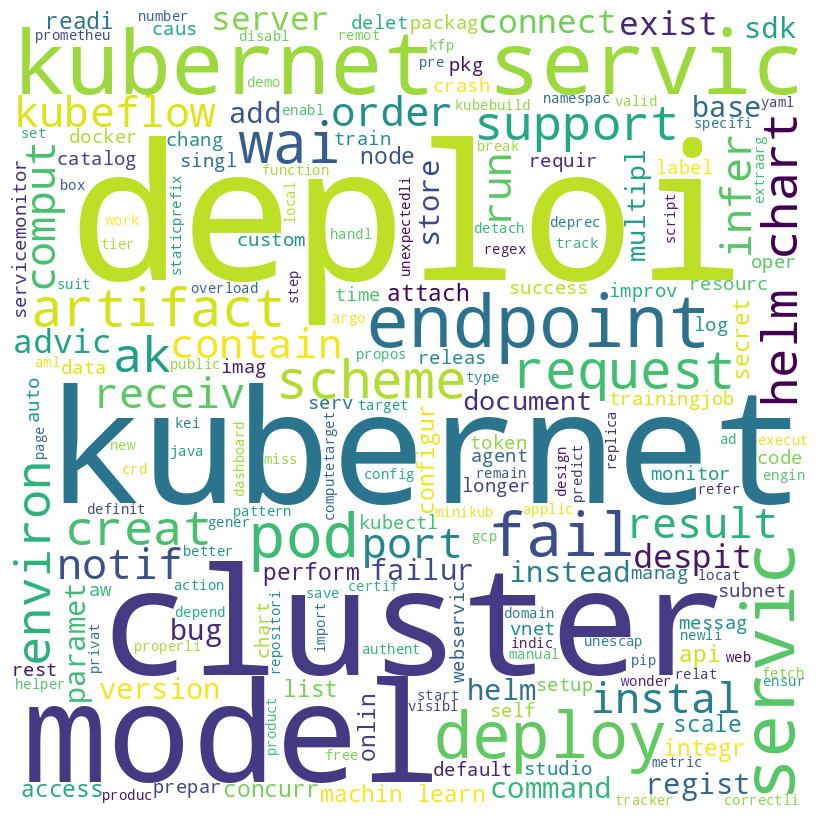 readi
number
server
delet
packag
connect
exist
sdk
prometheu
caus
disabl
remot
kfp
kubernet servic
pre
pkg
demo
crash
kubeflow
add
enabl
order
kubebuild
namespac
valid
base
yaml
support
specifi
set
docker
chang
wai
train
break
label
catalog
singl
node
requir
box
function
run
store
multipl
infer
helm chart
comput
servicemonitor
deploi
work
tier
staticprefix
local
custom
handl
unexpectedli
detach
deprec
track
regex
script
extraarg
oper
suit
overload
step
time
attach
success
improv
resourc
artifact
argo
endpoint
log
secret
advic
ak
contain
propos
releas
aml
data
public
imag
scheme
type
request
page
auto
receiv
serv
target
document
configur
trainingjob
kei
token
replica
ad
execut
new
java
dashboard
miss
computetarget
agent
remain
design
predict
code
crd
config
longer
monitor
refer
engin
kubernet
definit
pattern
minikub
applic
environ
creat
gener
pod
kubectl
port
gcp
fail
result
better
notif
despit
action
perform
failur
instead
manag
locat
aw
save
certif
subnet
paramet
depend
cluster
domain
bug
chart
repositori
import
webservic
vnet
messag
privat
properli
authent
indic
unescap
newli
rest
manual
pip
api
web
helper
wonder
relat
fetch
ensur
servic
version
list
start
visibl
helm
setup
instal
model
product
onlin
self
deploy
scale
free
integr
default
studio
metric
access
produc
prepar
concurr
machin learn
command
regist
tracker
correctli